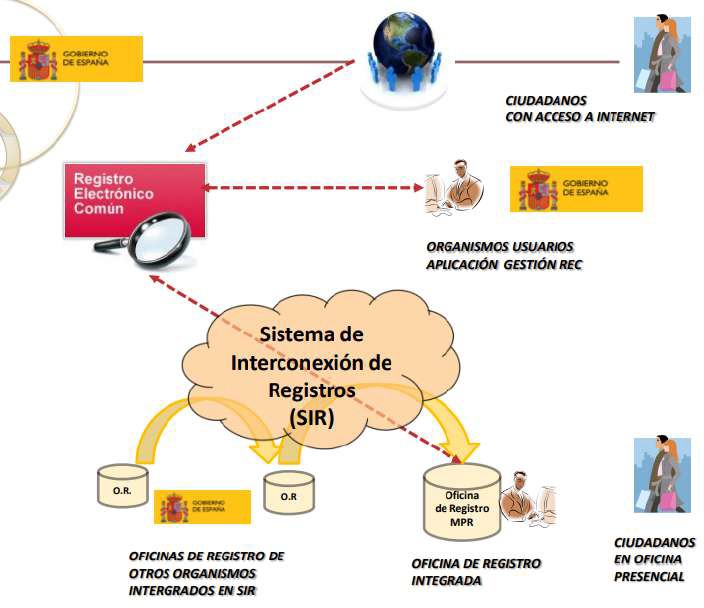 GOBIERNO
DE ESPAÑA
CIUDADANOS
CON ACCESO A INTERNET
Registro
Electrónico
Común
GOBIERNO
DE ESPAÑA
ORGANISMOS USUARIOS
APLICACIÓN GESTIÓN REC
Sistema de
Interconexión de
Registros
(SIR)
O.R.
GOBIERNO
DE ESPAÑA
O.R
Oficina
de Registro
MPR
OFICINAS DE REGISTRO DE
OTROS ORGANISMOS
INTERGRADOS EN SIR
OFICINA DE REGISTRO
INTEGRADA
CIUDADANOS
EN OFICINA
PRESENCIAL